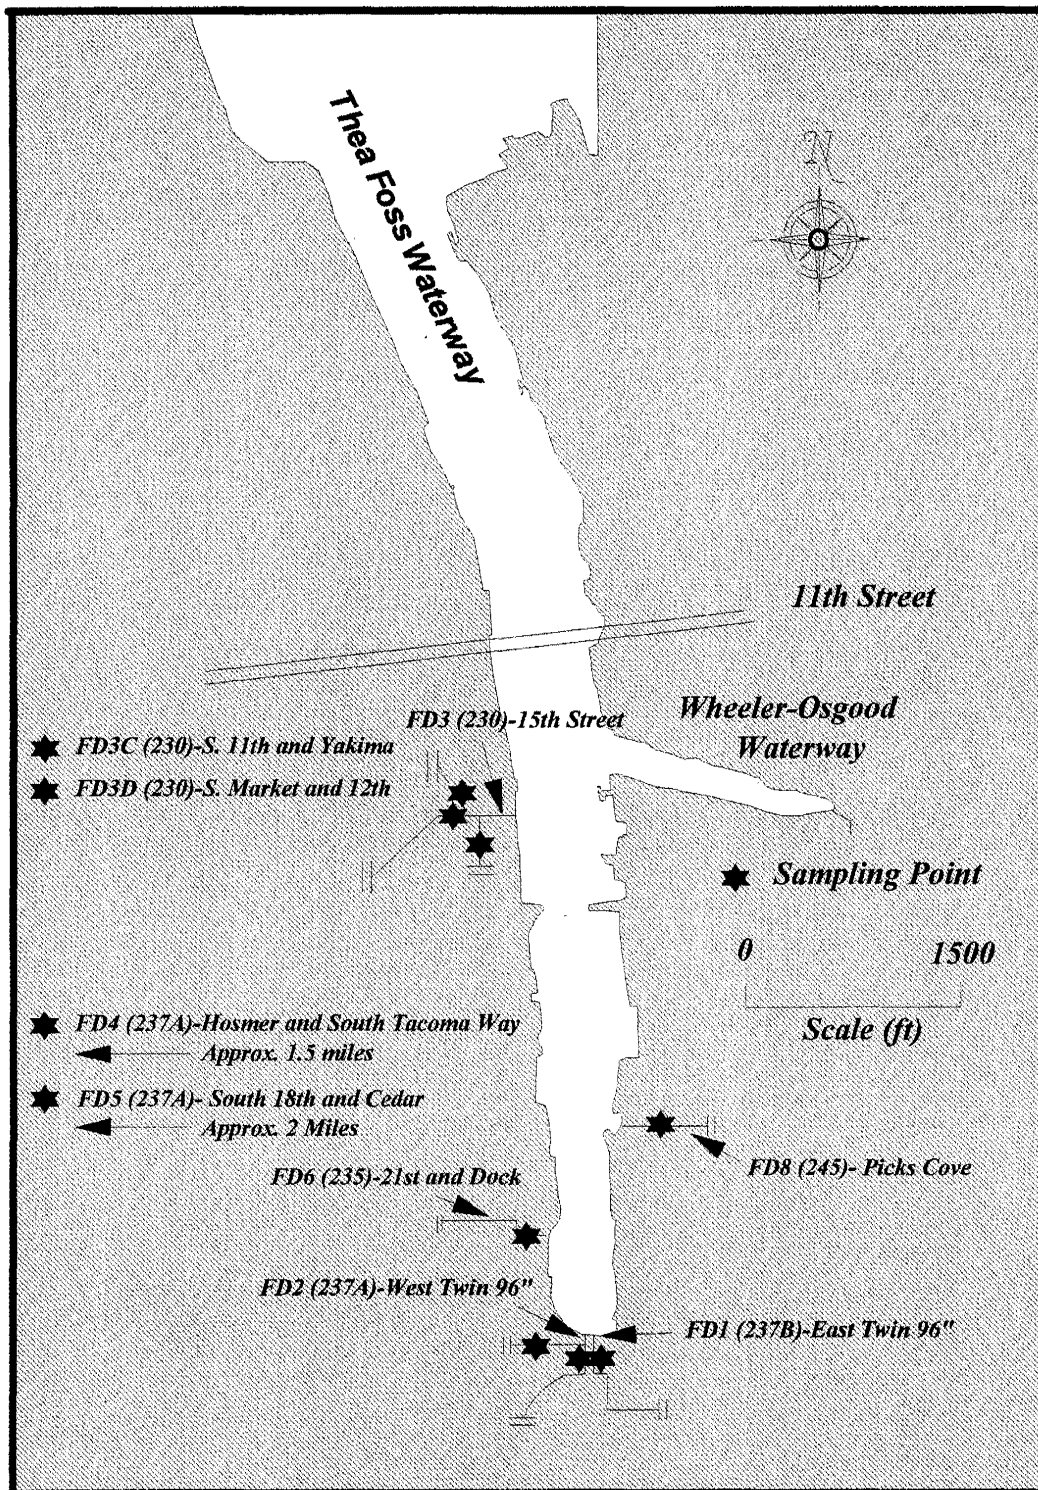 Thea Foss Waterway
N
11th Street
FD3 (230)-15th Street
Wheeler-Osgood
Waterway
FD3C (230)-S. 11th and Yakima
FD3D (230)-S. Market and 12th
Sampling Point
0 1500
Scale (ft)
FD4 (237A)-Hosmer and South Tacoma Way
Approx. 1.5 miles
FD5 (237A)- South 18th and Cedar
Approx. 2 Miles
FD8 (245)- Picks Cove
FD6 (235)-21st and Dock
FD2 (237A)-West Twin 96"
FD1 (237B)-East Twin 96"